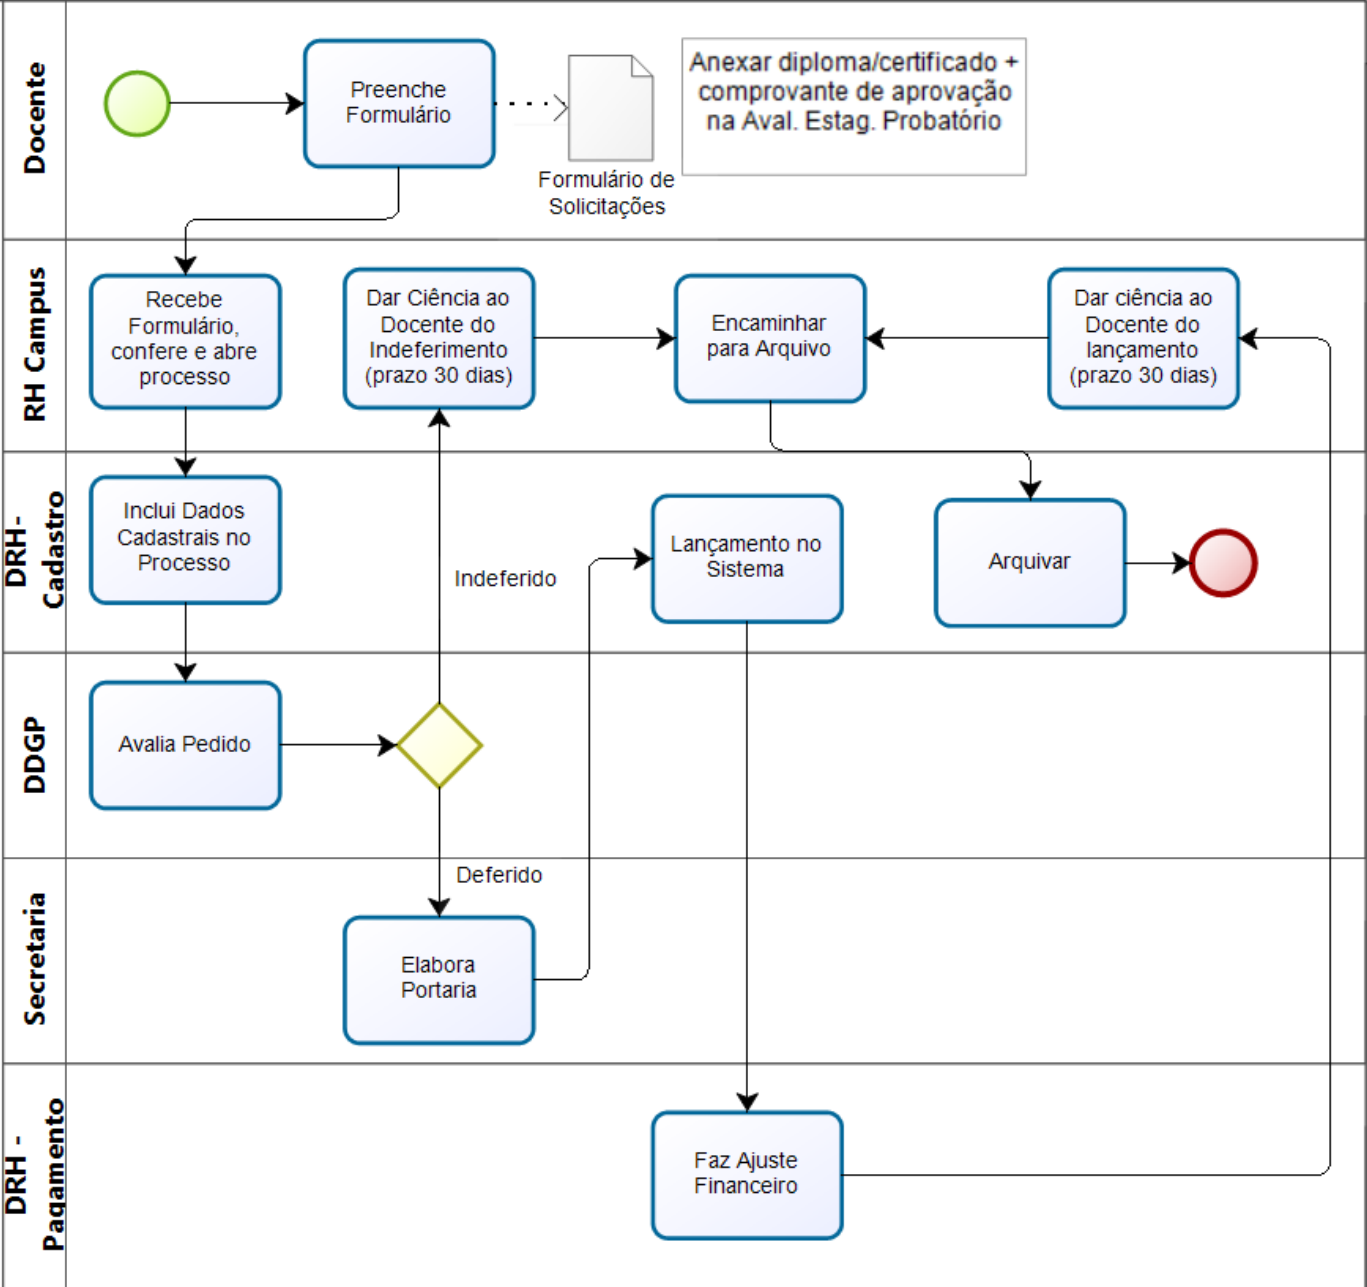 Docente
Preenche
Formulário
Formulário de
Solicitações
Anexar diploma/certificado +
comprovante de aprovação
na Aval. Estag. Probatório
RH Campus
Recebe
Formulário,
confere e abre
processo
Dar Ciência ao
Docente do
Indeferimento
(prazo 30 dias)
Encaminhar
para Arquivo
Dar ciência ao
Docente do
lançamento
(prazo 30 dias)
DRH-
Cadastro
Inclui Dados
Cadastrais no
Processo
Indeferido
Lançamento no
Sistema
Arquivar
DDGP
Avalia Pedido
Secretaria
Deferido
Elabora
Portaria
DRH -
Pagamento
Faz Ajuste
Financeiro